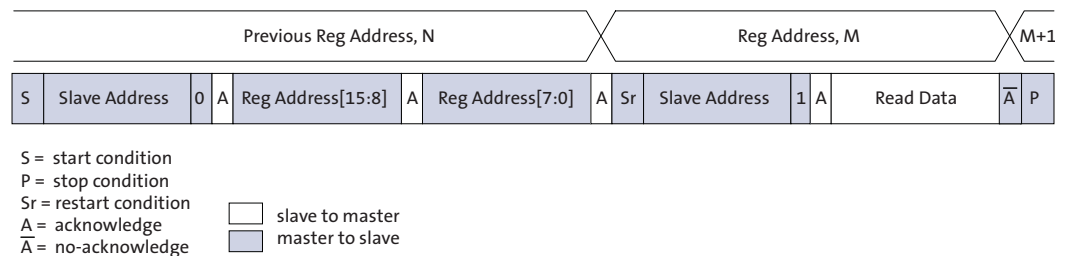 Previous Reg Address, N Reg Address, M M+1
S Slave Address 0 A Reg Address[15:8] A Reg Address[7:0] A Sr Slave Address 1 A Read Data A̅ P
S = start condition
P = stop condition
Sr = restart condition
A = acknowledge
A̅ = no-acknowledge
slave to master
master to slave